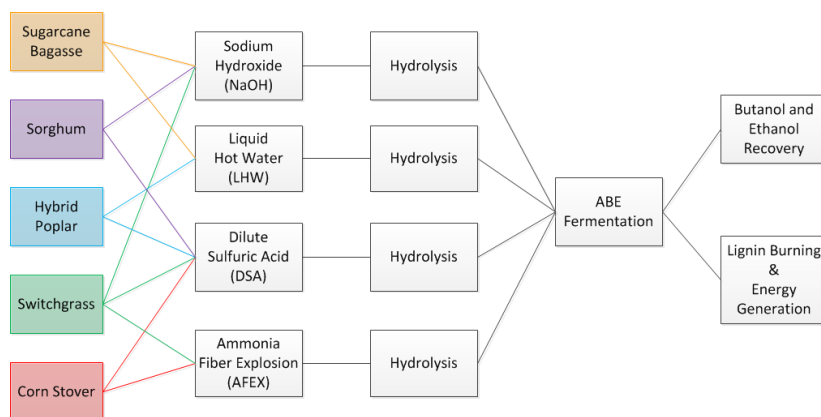 Sugarcane
Bagasse
Sorghum
Hybrid
Poplar
Switchgrass
Corn Stover
Sodium
Hydroxide
(NaOH)
Liquid
Hot Water
(LHW)
Dilute
Sulfuric Acid
(DSA)
Ammonia
Fiber Explosion
(AFEX)
Hydrolysis
Hydrolysis
Hydrolysis
Hydrolysis
ABE
Fermentation
Butanol and
Ethanol
Recovery
Lignin Burning
&
Energy
Generation